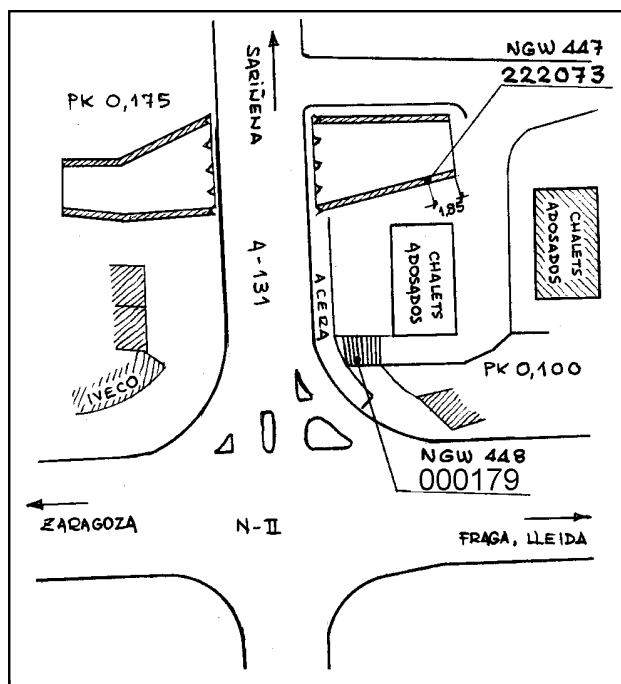 NGW 447
222073
SARIÑENA
PK 0,175
1,85
A-131
ACERA
CHALETS
ADOSADOS
CHALETS
ADOSADOS
IVECO
PK 0,100
NGW 448
000179
ZARAGOZA
N-II
FRAGA, LLEIDA